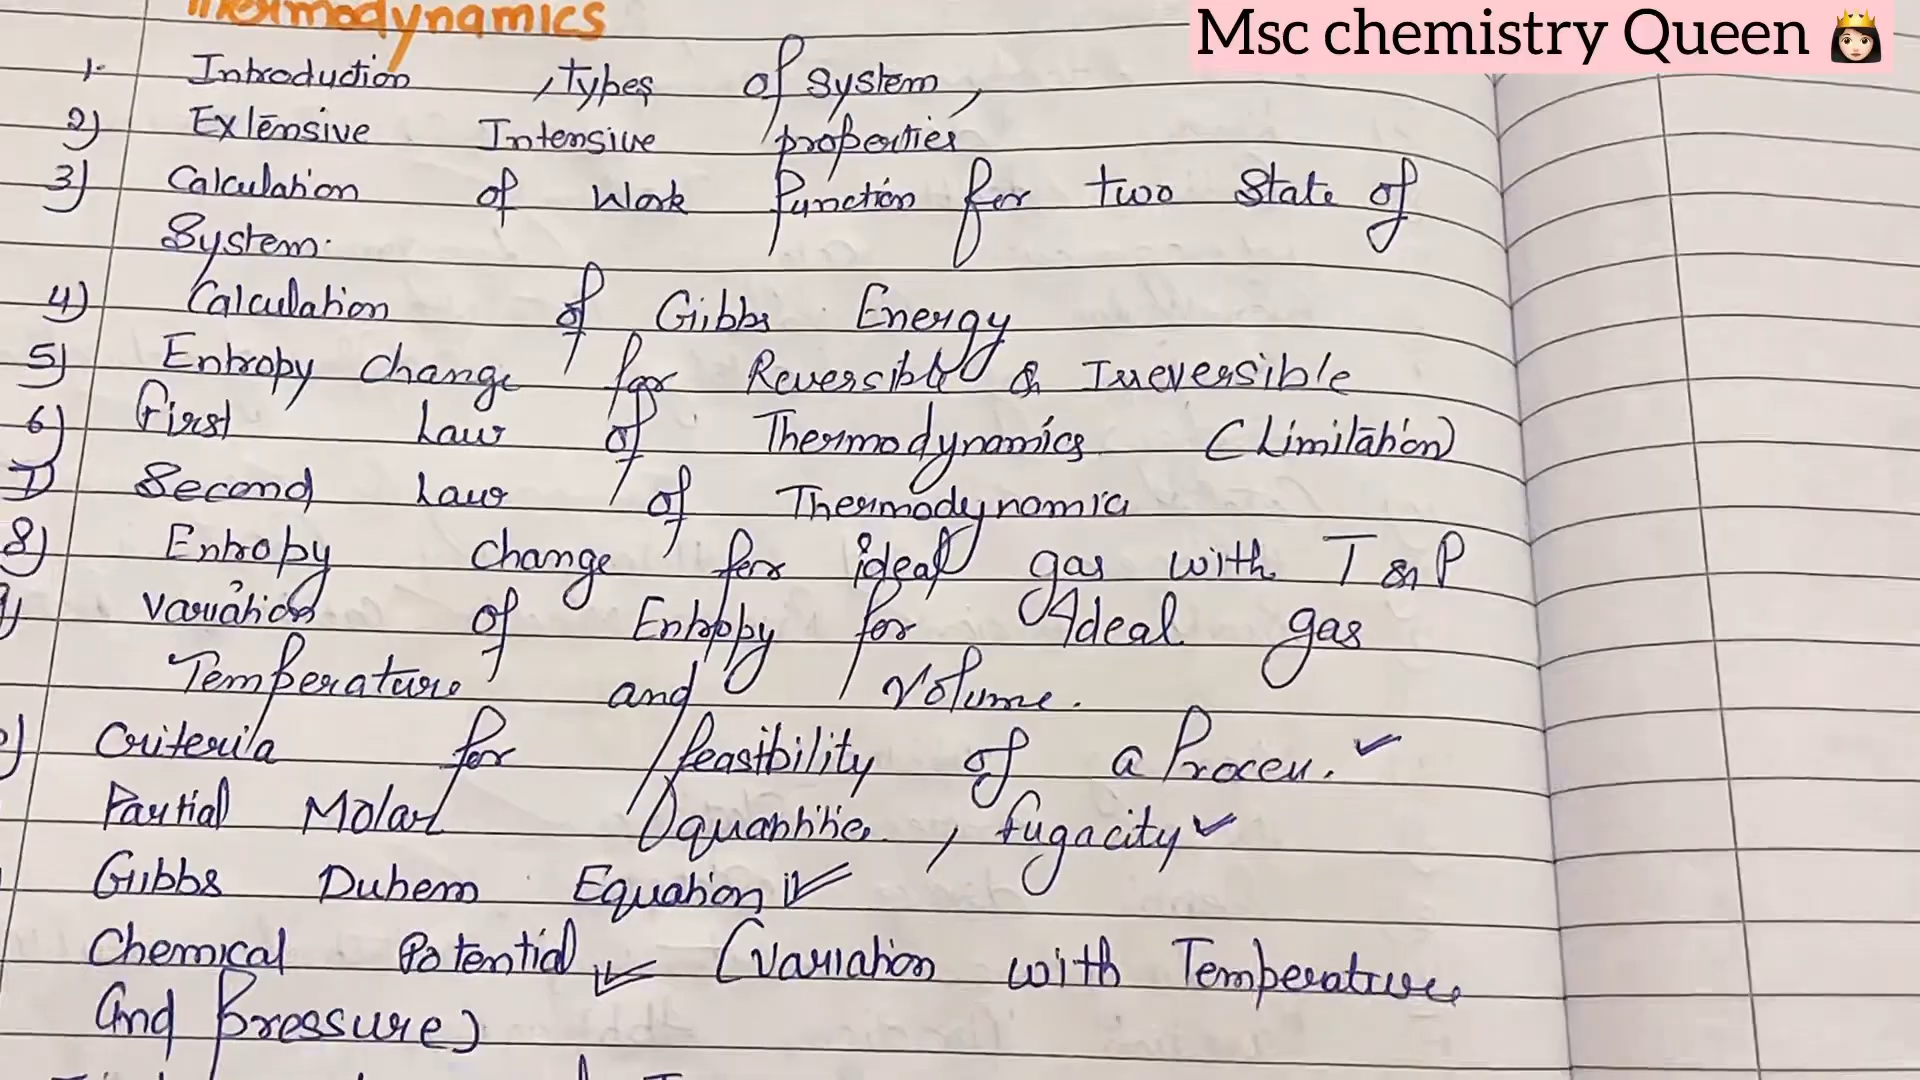 Thermodynamics
Msc chemistry Queen
1. Introduction, types of system,
2) Extensive Intensive properties
3) Calculation of Work function for two State of
System.
4) Calculation of Gibbs Energy
5) Entropy change for Reversible & Irreversible
6) First Law of Thermodynamics (Limitation)
7) Second Law of Thermodynamic
8) Entropy change for ideal gas with T & P
Variation of Entropy for Ideal gas
Temperature and Volume.
Criteria for feasibility of a Process.
Partial Molar quantities, fugacity
Gibbs Duhem Equation
Chemical Potential (Variation with Temperature
and Pressure)